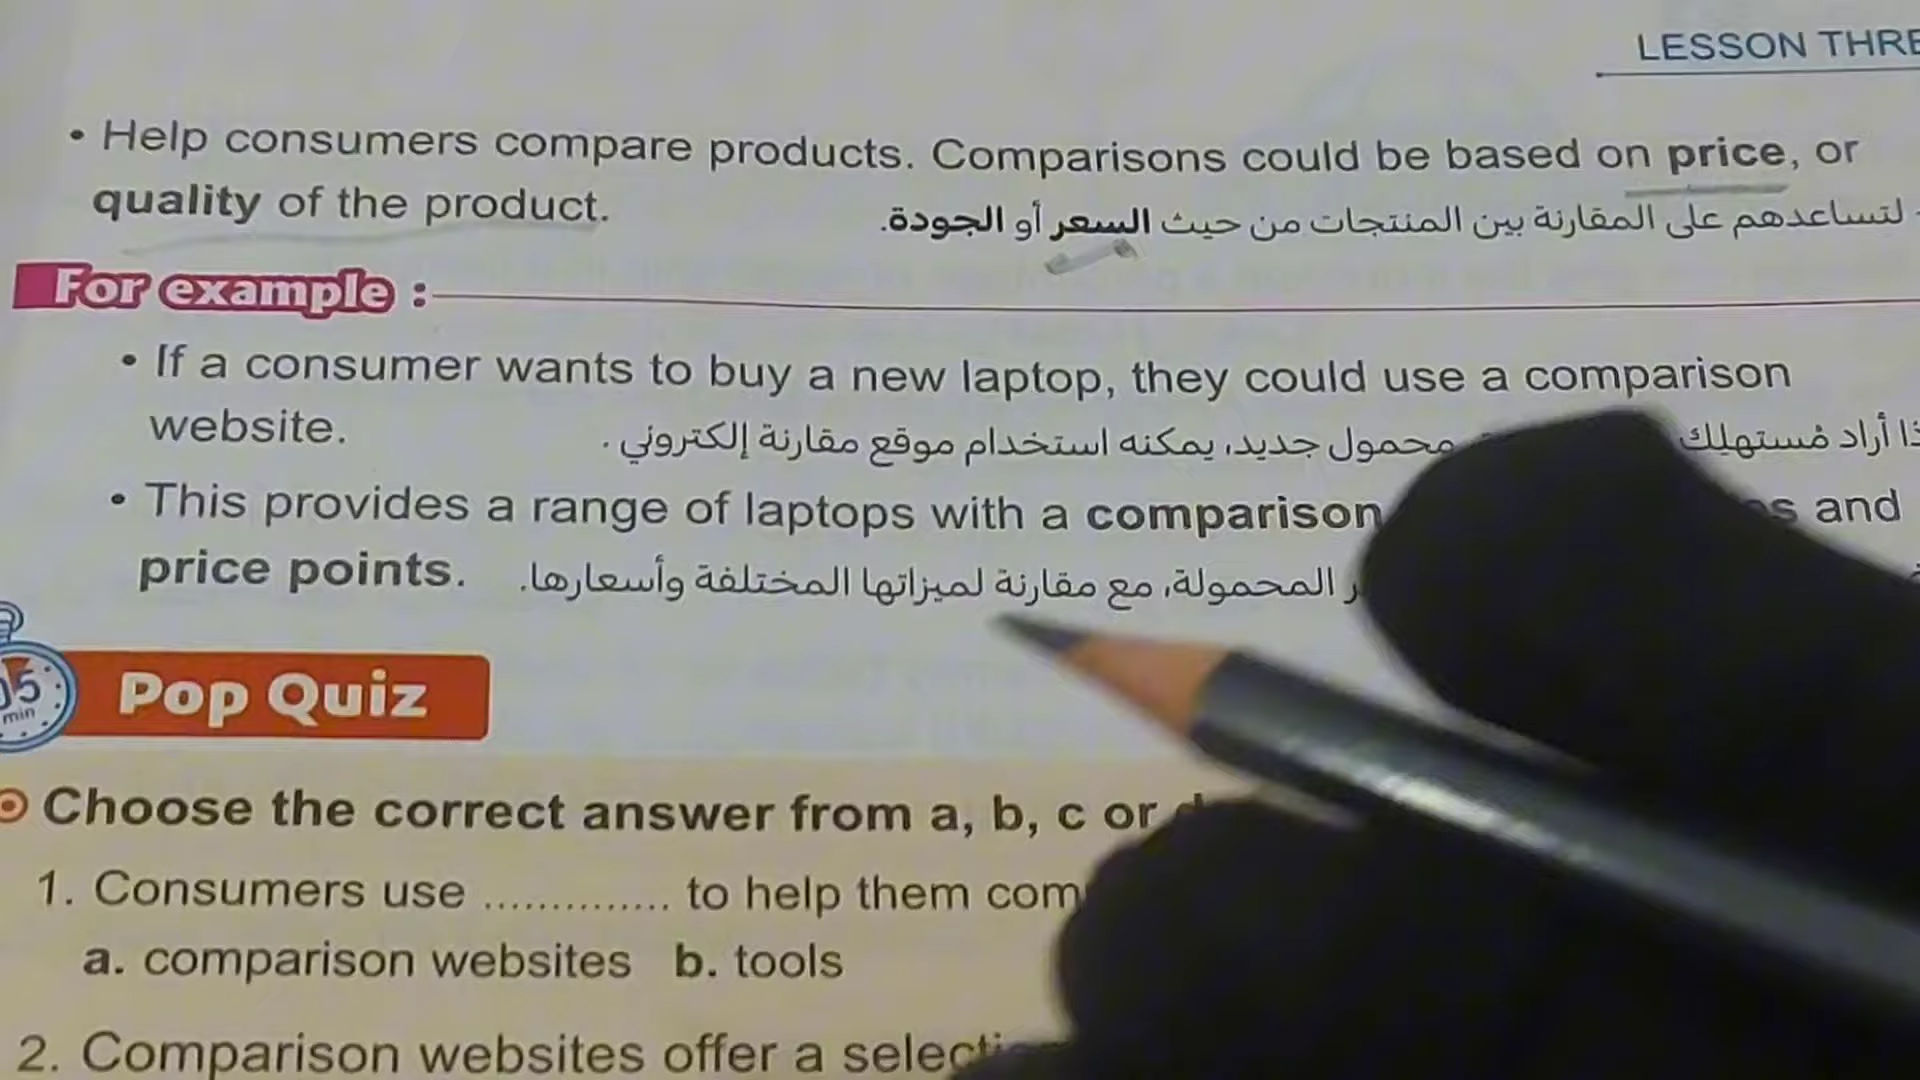 LESSON THRE
• Help consumers compare products. Comparisons could be based on price, or
quality of the product.
- لتساعدهم على المقارنة بين المنتجات من حيث السعر أو الجودة.
For example :
• If a consumer wants to buy a new laptop, they could use a comparison
website.
أراد مُستهلك محمول جديد، يمكنه استخدام موقع مقارنة إلكتروني .
• This provides a range of laptops with a comparison and
price points.
المحمولة، مع مقارنة لميزاتها المختلفة وأسعارها.
05
min
Pop Quiz
Choose the correct answer from a, b, c or
1. Consumers use .............. to help them com
a. comparison websites b. tools
2. Comparison websites offer a